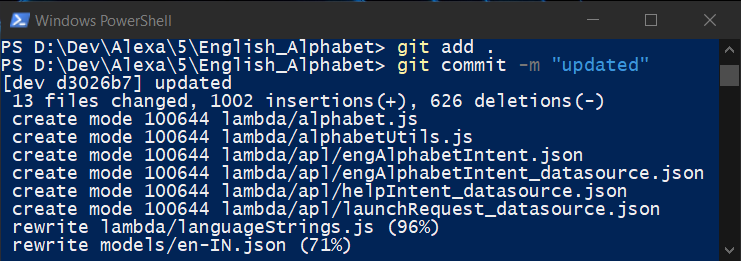 Windows PowerShell
PS D:\Dev\Alexa\5\English_Alphabet> git add .
PS D:\Dev\Alexa\5\English_Alphabet> git commit -m "updated"
[dev d3026b7] updated
 13 files changed, 1002 insertions(+), 626 deletions(-)
 create mode 100644 lambda/alphabet.js
 create mode 100644 lambda/alphabetUtils.js
 create mode 100644 lambda/apl/engAlphabetIntent.json
 create mode 100644 lambda/apl/engAlphabetIntent_datasource.json
 create mode 100644 lambda/apl/helpIntent_datasource.json
 create mode 100644 lambda/apl/launchRequest_datasource.json
 rewrite lambda/languageStrings.js (96%)
 rewrite models/en-IN.json (71%)